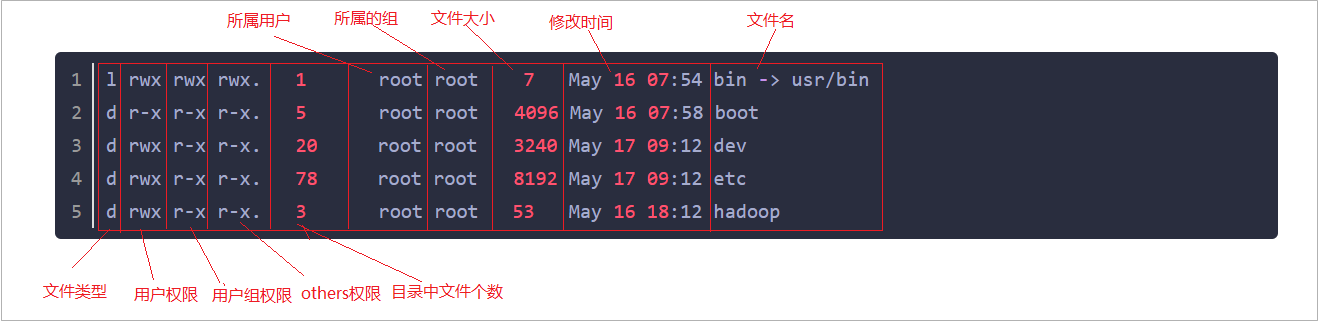 所属用户 所属的组 文件大小 修改时间 文件名
1 l rwx rwx rwx. 1 root root 7 May 16 07:54 bin -> usr/bin
2 d r-x r-x r-x. 5 root root 4096 May 16 07:58 boot
3 d rwx r-x r-x. 20 root root 3240 May 17 09:12 dev
4 d rwx r-x r-x. 78 root root 8192 May 17 09:12 etc
5 d rwx r-x r-x. 3 root root 53 May 16 18:12 hadoop
文件类型 用户权限 用户组权限 others权限 目录中文件个数